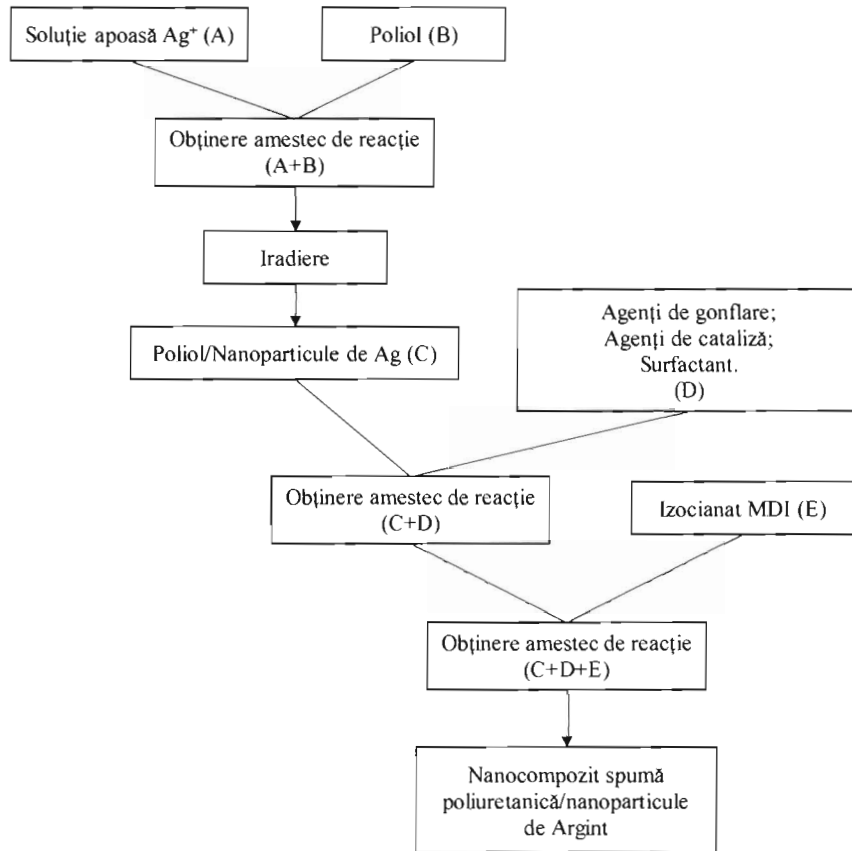 Soluție apoasă Ag⁺ (A)
Poliol (B)
Obținere amestec de reacție
(A+B)
Iradiere
Poliol/Nanoparticule de Ag (C)
Agenți de gonflare;
Agenți de cataliză;
Surfactant.
(D)
Obținere amestec de reacție
(C+D)
Izocianat MDI (E)
Obținere amestec de reacție
(C+D+E)
Nanocompozit spumă
poliuretanică/nanoparticule
de Argint